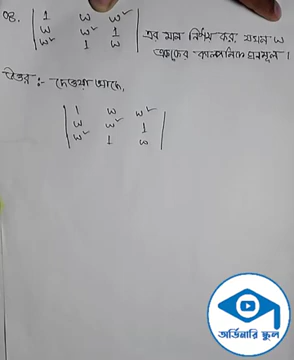 08. | 1 ω ω² |
| ω ω² 1 | এর মান নির্ণয় কর, যখন ω
| ω² 1 ω | এককের কাল্পনিক ঘনমূল।
উত্তর :- দেওয়া আছে,
| 1 ω ω² |
| ω ω² 1 |
| ω² 1 ω |
অর্ডিনারি স্কুল